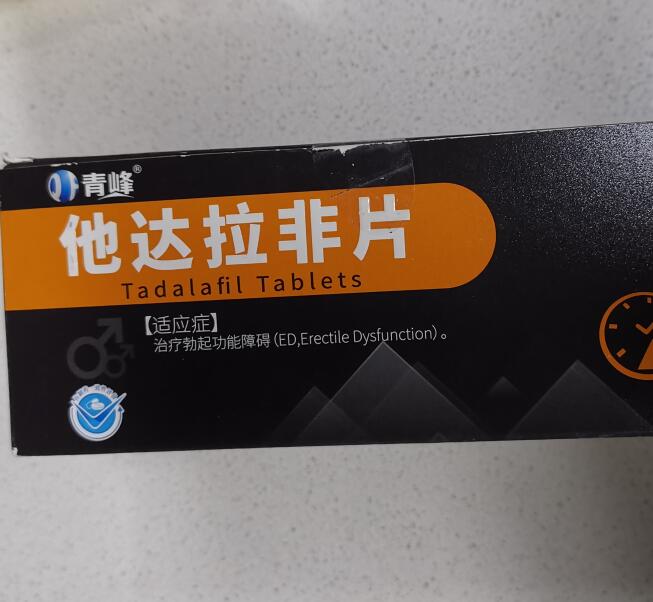 青峰®
他达拉非片
Tadalafil Tablets
【适应症】
治疗勃起功能障碍（ED,Erectile Dysfunction）。